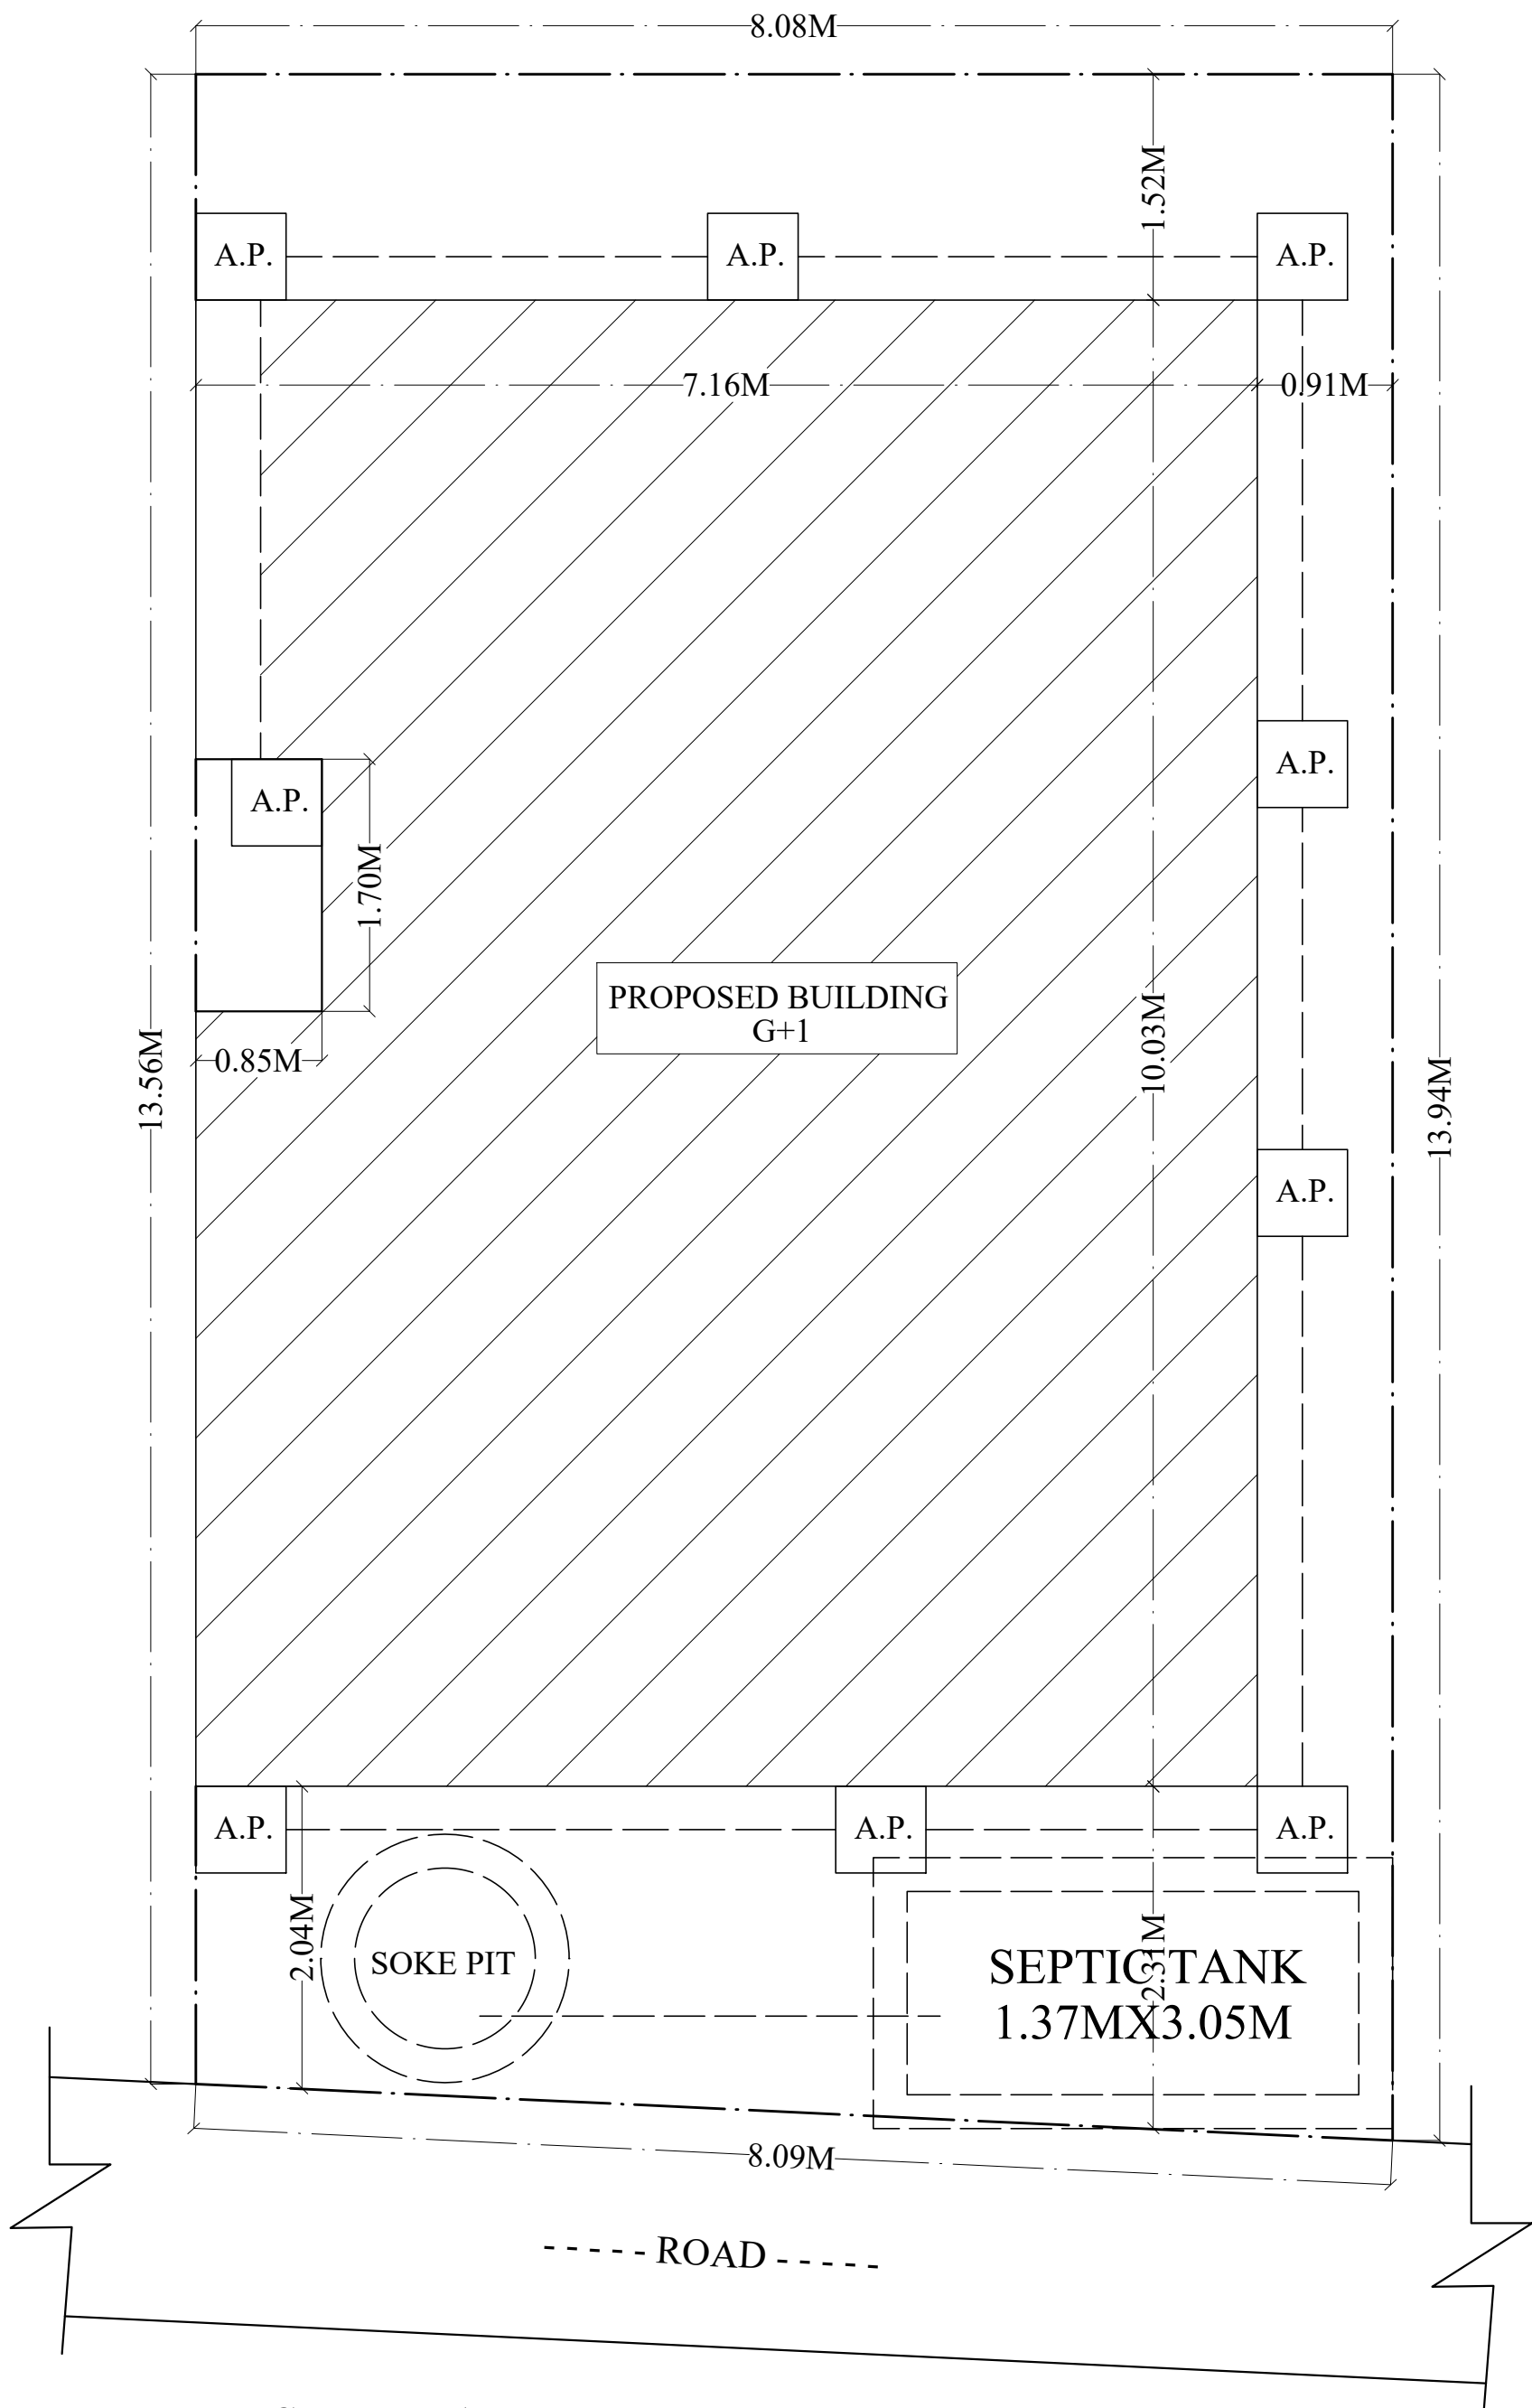 8.08M
1.52M
A.P.
A.P.
A.P.
7.16M
0.91M
A.P.
A.P.
1.70M
PROPOSED BUILDING
G+1
10.03M
0.85M
13.56M
13.94M
A.P.
A.P.
A.P.
A.P.
2.04M
SOKE PIT
2.31M
SEPTIC TANK
1.37MX3.05M
8.09M
----- ROAD -----